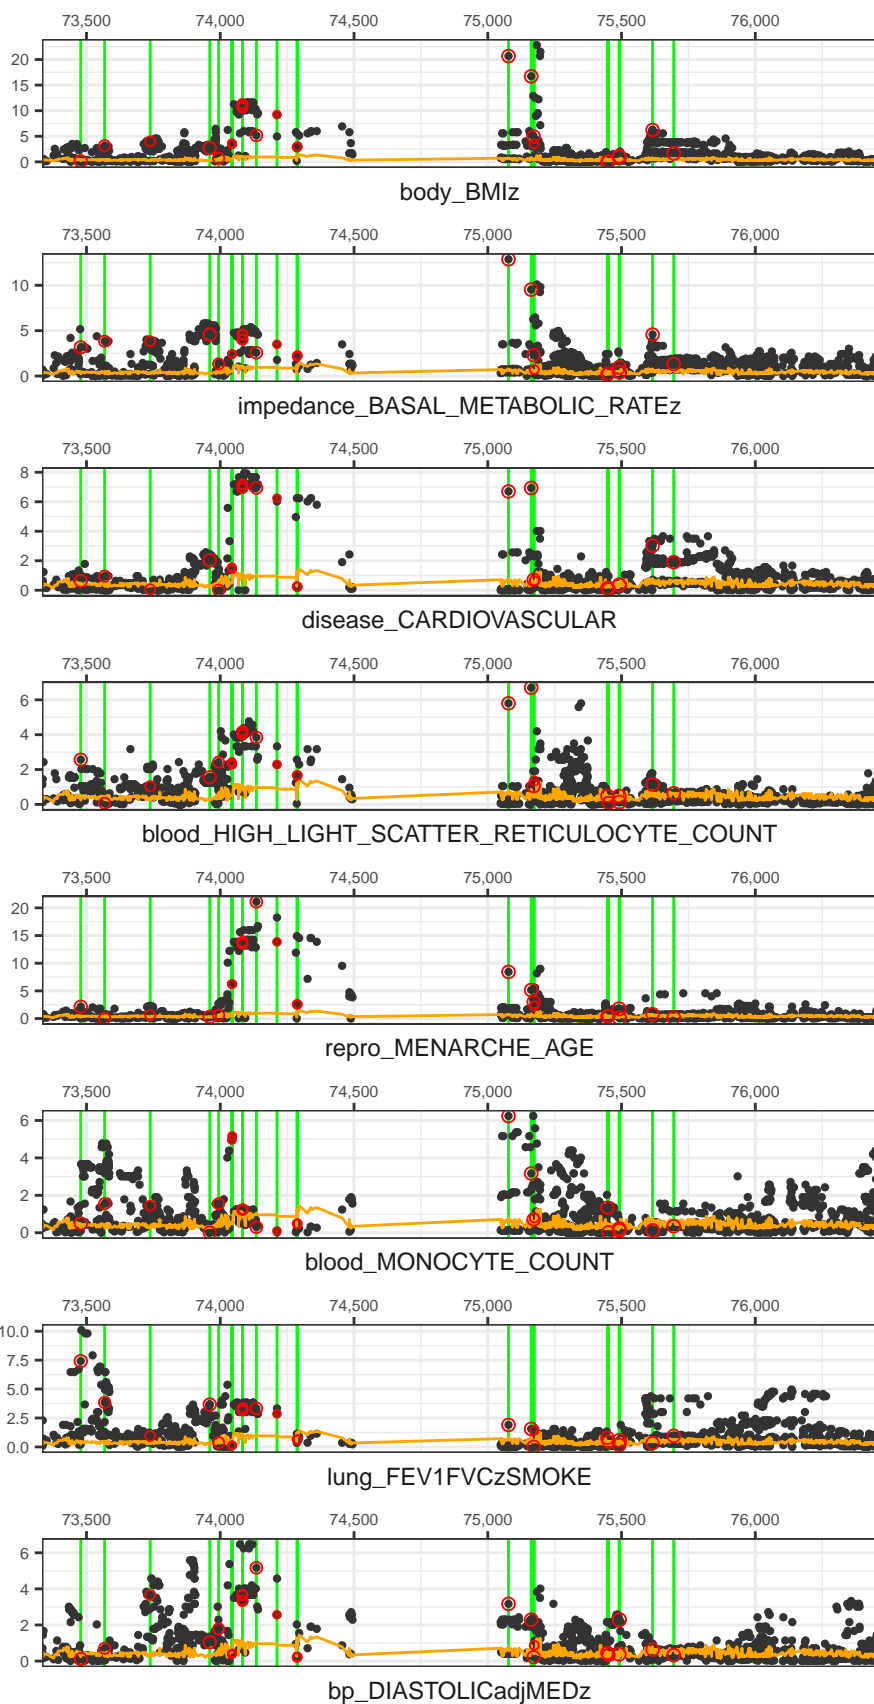 73,500 74,000 74,500 75,000 75,500 76,000
20
15
10
5
0
body_BMIz
73,500 74,000 74,500 75,000 75,500 76,000
10
5
0
impedance_BASAL_METABOLIC_RATEz
73,500 74,000 74,500 75,000 75,500 76,000
8
6
4
2
0
disease_CARDIOVASCULAR
73,500 74,000 74,500 75,000 75,500 76,000
6
4
2
0
blood_HIGH_LIGHT_SCATTER_RETICULOCYTE_COUNT
73,500 74,000 74,500 75,000 75,500 76,000
20
15
10
5
0
repro_MENARCHE_AGE
73,500 74,000 74,500 75,000 75,500 76,000
6
4
2
0
blood_MONOCYTE_COUNT
73,500 74,000 74,500 75,000 75,500 76,000
10.0
7.5
5.0
2.5
0.0
lung_FEV1FVCzSMOKE
73,500 74,000 74,500 75,000 75,500 76,000
6
4
2
0
bp_DIASTOLICadjMEDz